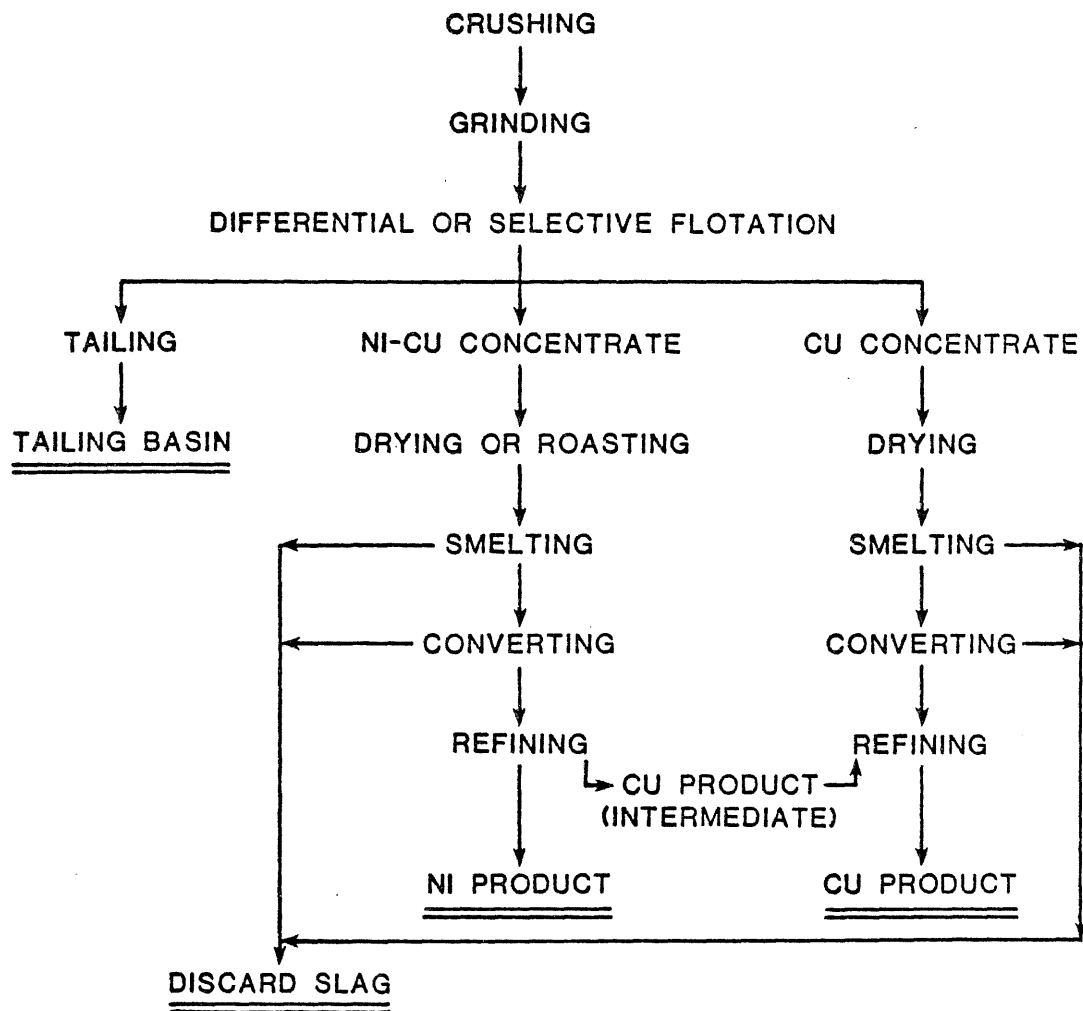 CRUSHING
GRINDING
DIFFERENTIAL OR SELECTIVE FLOTATION
TAILING
NI-CU CONCENTRATE
CU CONCENTRATE
TAILING BASIN
DRYING OR ROASTING
DRYING
SMELTING
SMELTING
CONVERTING
CONVERTING
REFINING
REFINING
CU PRODUCT
(INTERMEDIATE)
NI PRODUCT
CU PRODUCT
DISCARD SLAG